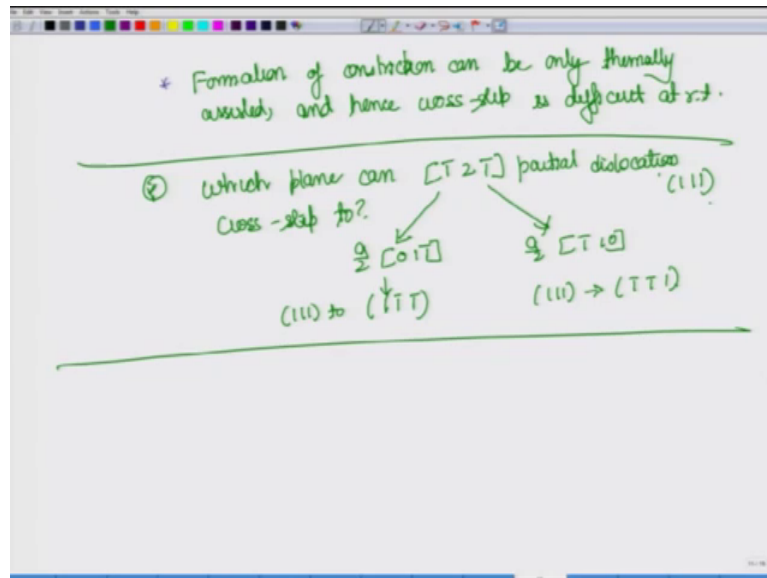 * Formation of constriction can be only thermally
assisted, and hence cross-slip is difficult at r.t.
Q which plane can [1̄ 2 1̄] partial dislocation (111)
Cross-slip to?
a/2 [0 1 1̄] a/2 [1̄ 1 0]
(111) to (1 1̄ 1̄) (111) → (1̄ 1̄ 1)